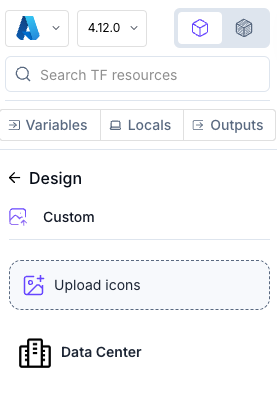 4.12.0
Search TF resources
Variables
Locals
Outputs
Design
Custom
Upload icons
Data Center